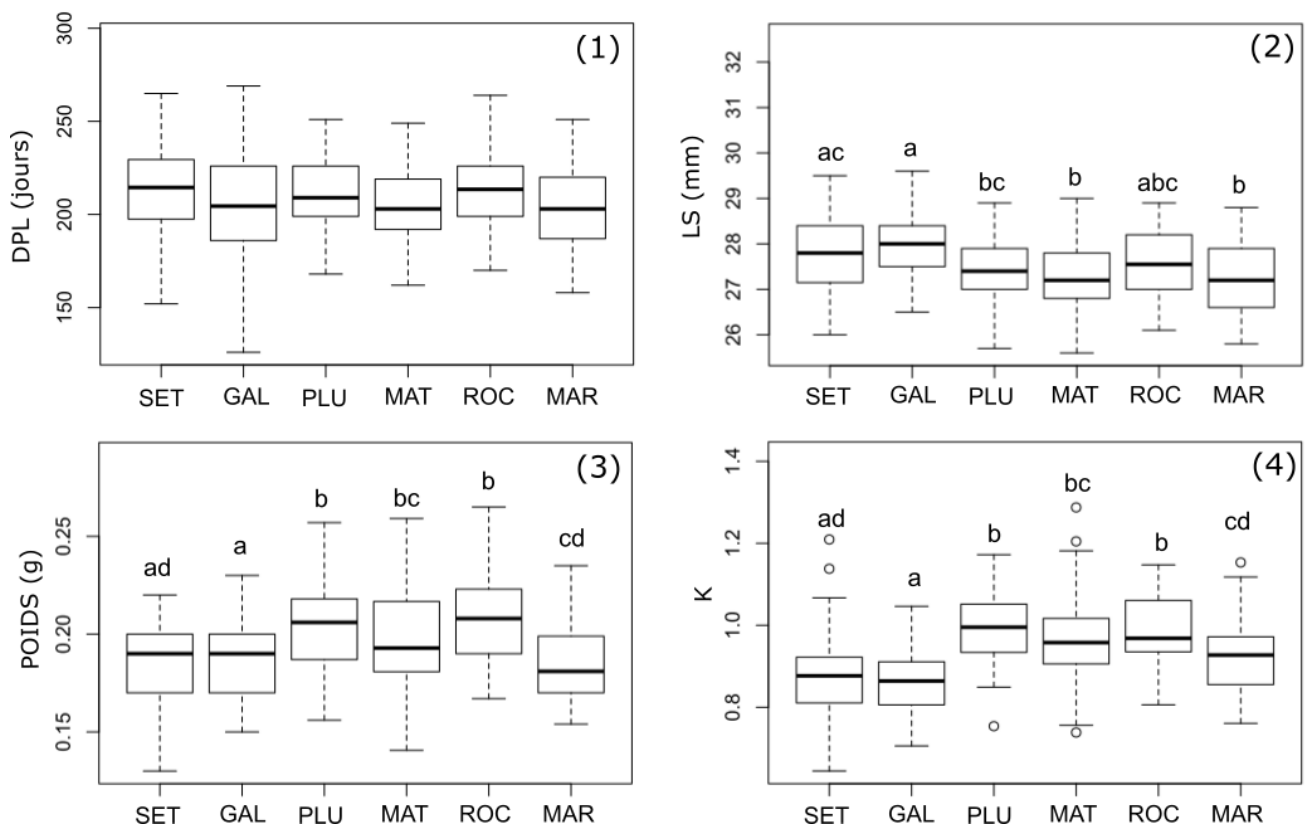 (1)
DPL (jours)
300
250
200
150
SET GAL PLU MAT ROC MAR
(2)
LS (mm)
32
31
30
29
28
27
26
ac a bc b abc b
SET GAL PLU MAT ROC MAR
(3)
POIDS (g)
0.25
0.20
0.15
ad a b bc b cd
SET GAL PLU MAT ROC MAR
(4)
K
1.4
1.2
1.0
0.8
ad a b bc b cd
SET GAL PLU MAT ROC MAR